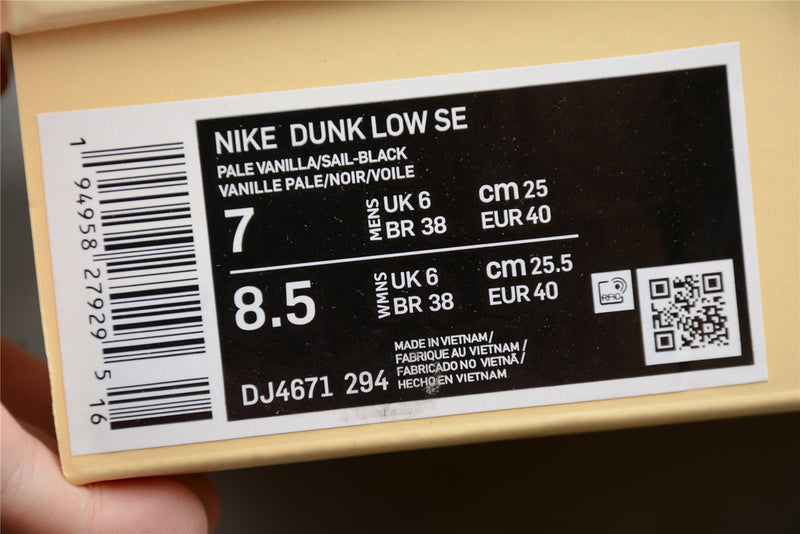 NIKE DUNK LOW SE
PALE VANILLA/SAIL-BLACK
VANILLE PALE/NOIR/VOILE
7
MENS
UK 6
BR 38
cm 25
EUR 40
8.5
WMNS
UK 6
BR 38
cm 25.5
EUR 40
DJ4671 294
MADE IN VIETNAM/
FABRIQUE AU VIETNAM/
FABRICADO NO VIETNÃ/
HECHO EN VIETNAM
RFID
1 94958 27929 5 16